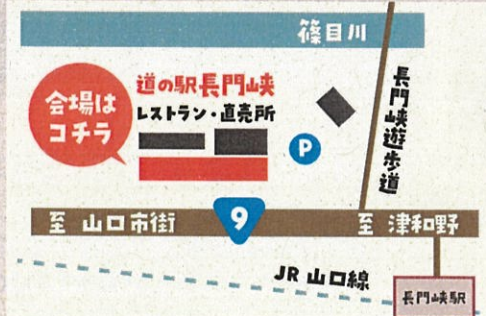 篠目川
会場は
コチラ
道の駅長門峡
レストラン・直売所
P
長門峡遊歩道
至 山口市街
9
至 津和野
JR 山口線
長門峡駅